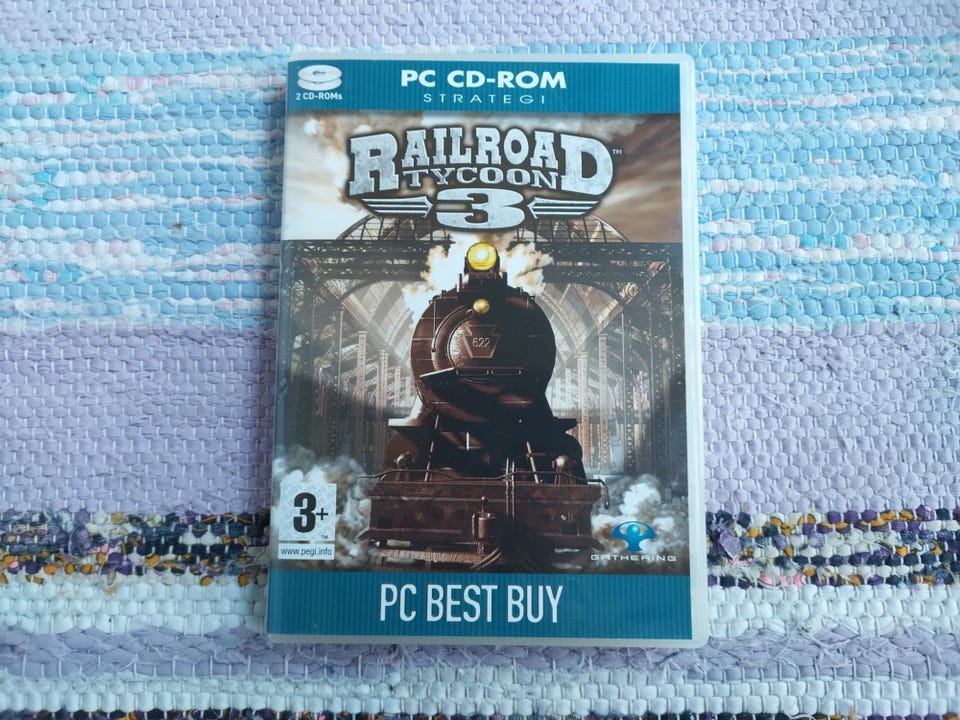 PC CD-ROM
STRATEGI
2 CD-ROMs
RAILROAD
TYCOON
3
™
622
3+
www.pegi.info
GATHERING
PC BEST BUY